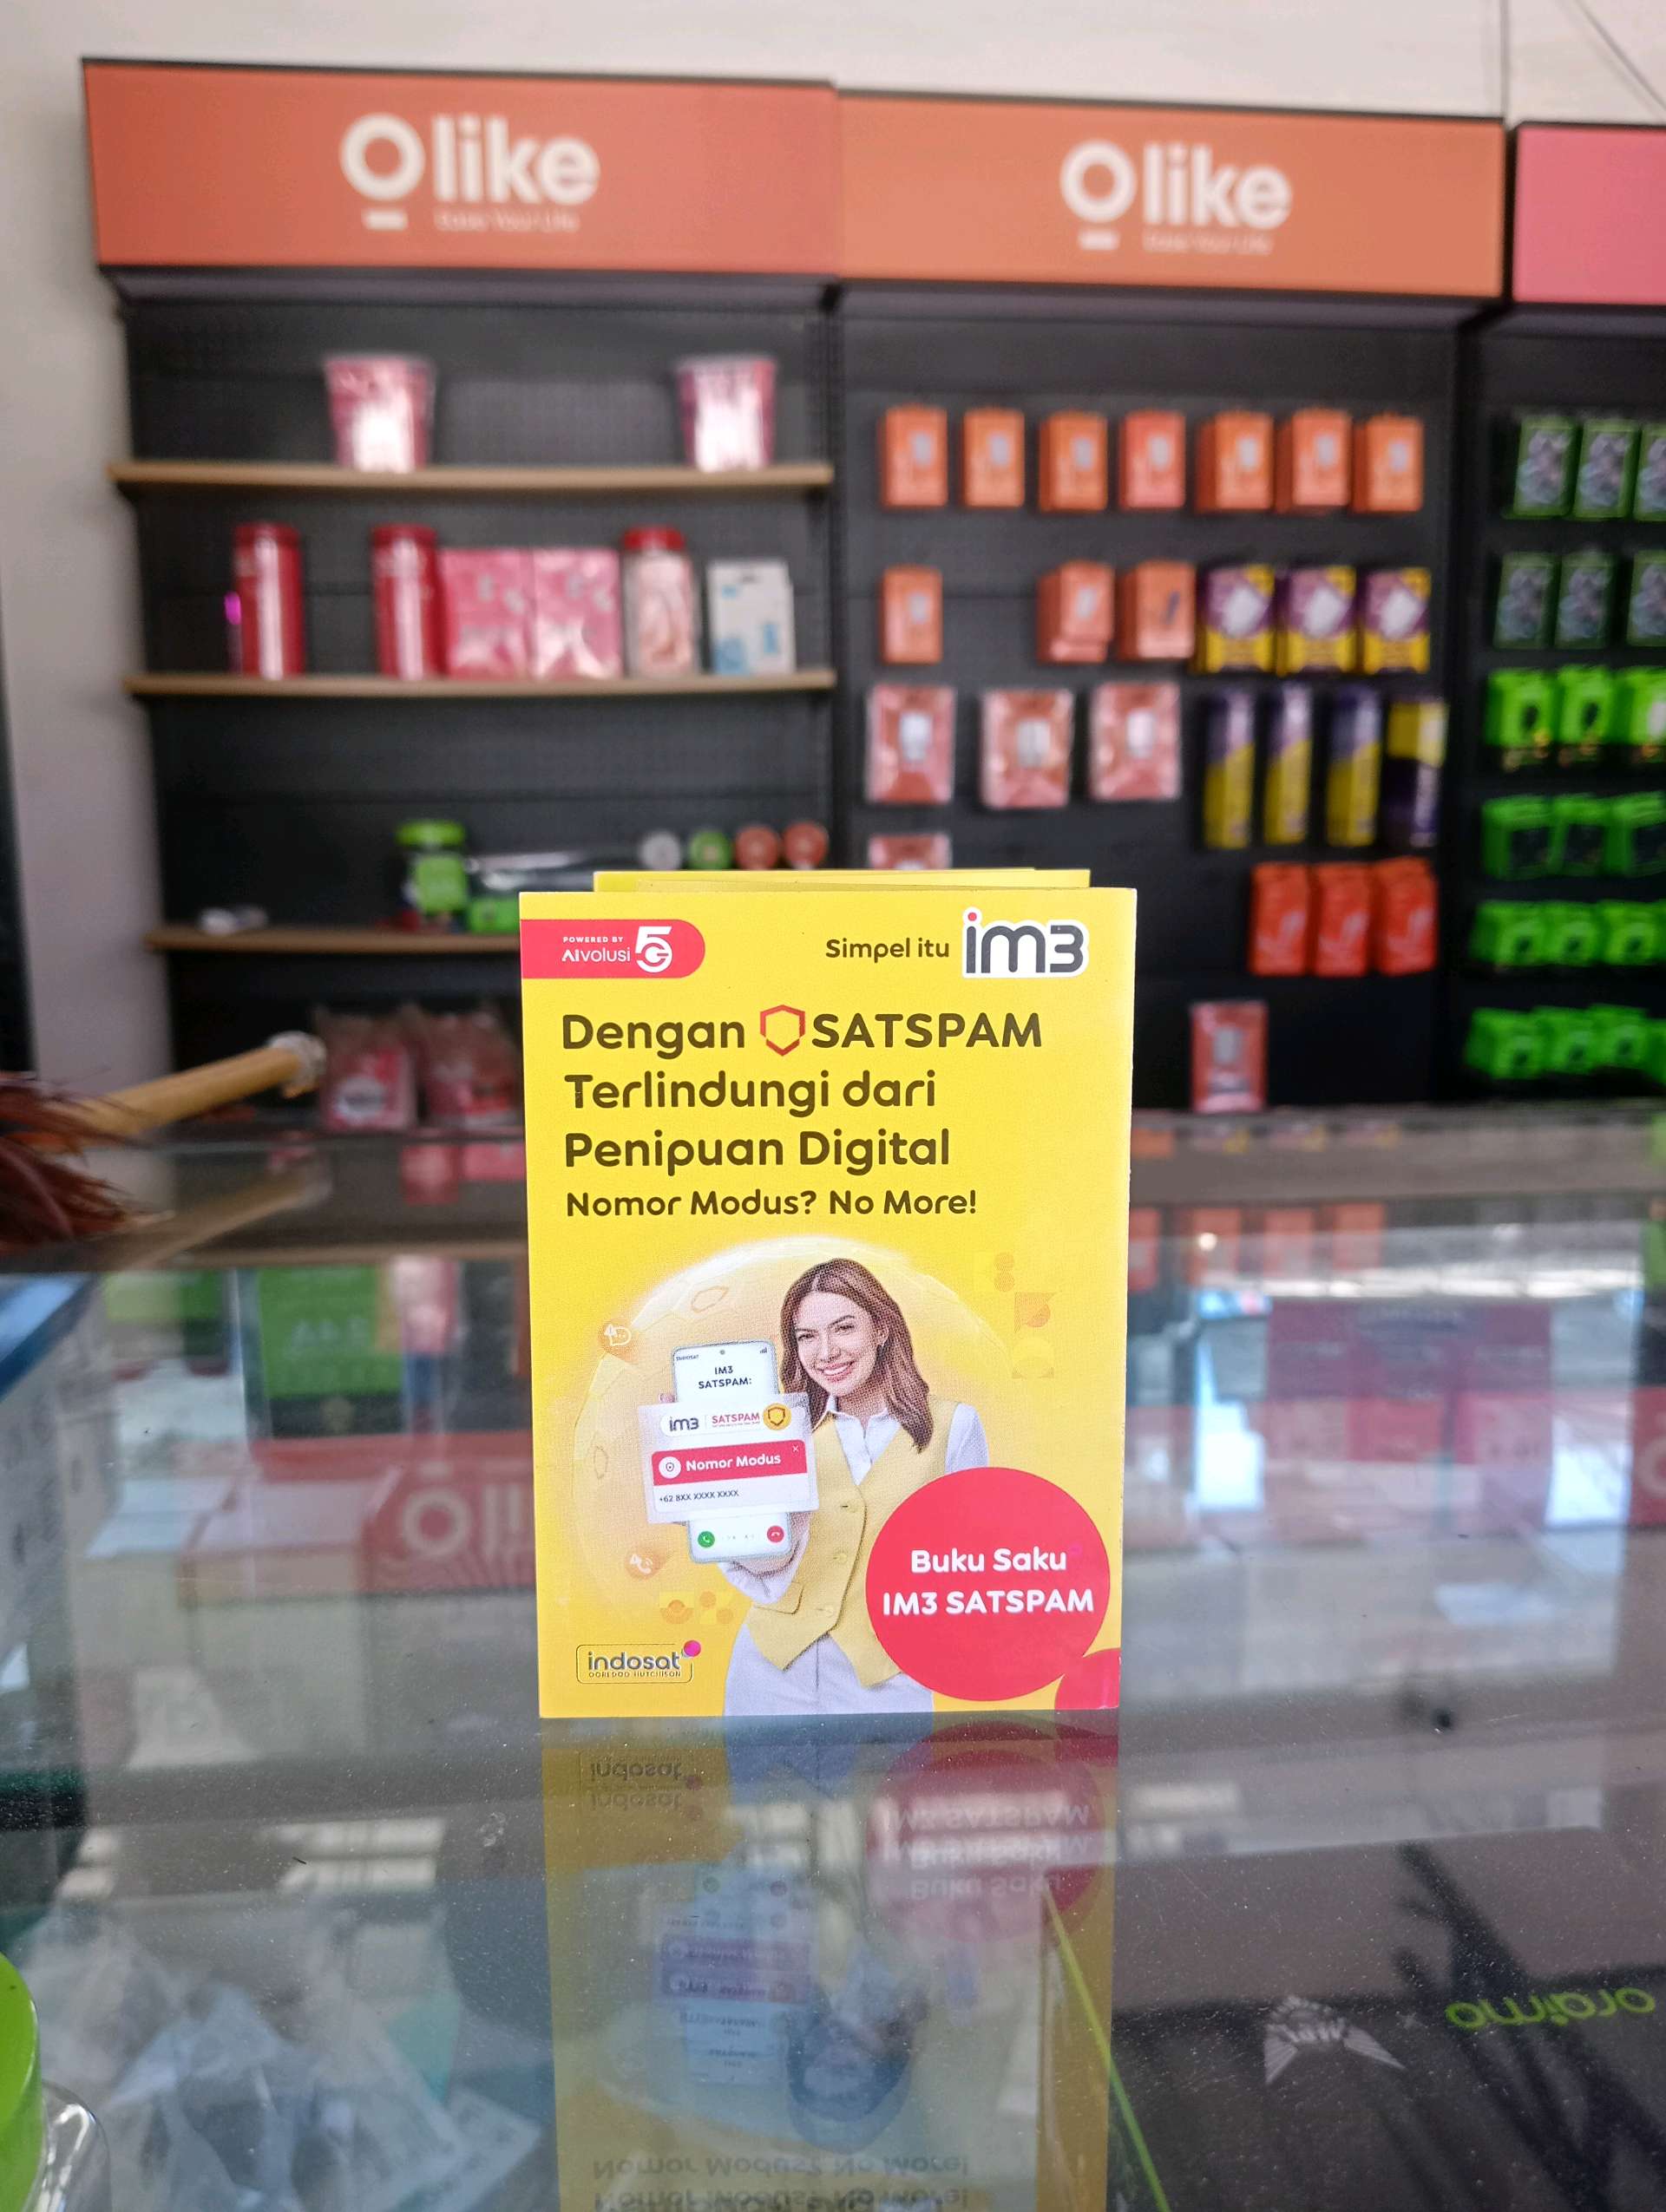 Olike
Olike
POWERED BY
AIvolusi 5G
Simpel itu im3
Dengan SATSPAM
Terlindungi dari
Penipuan Digital
Nomor Modus? No More!
INDOSAT
IM3
SATSPAM:
im3 SATSPAM
Nomor Modus
+62 8XX XXXX XXXX
Buku Saku
IM3 SATSPAM
indosat
OOREDOO HUTCHISON
oraimo